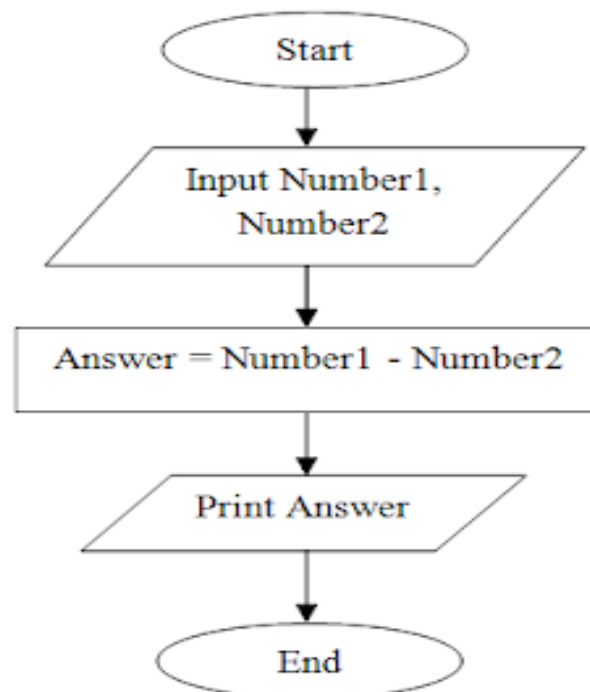 Start
Input Number1,
Number2
Answer = Number1 - Number2
Print Answer
End